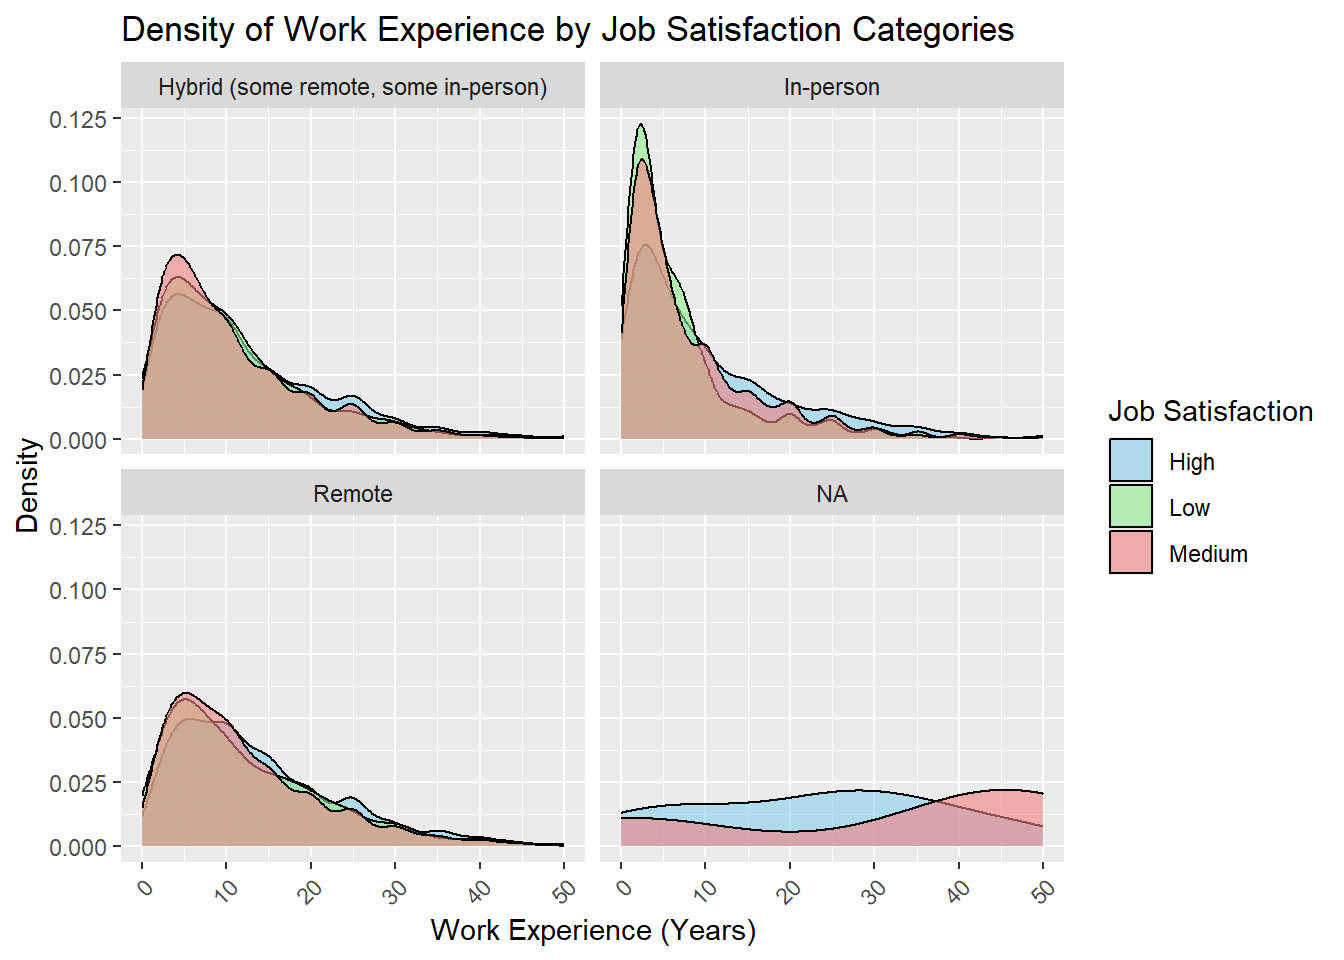 Density of Work Experience by Job Satisfaction Categories
Hybrid (some remote, some in-person)
In-person
0.125
0.100
0.075
0.050
0.025
0.000
Density
Remote
NA
0.125
0.100
0.075
0.050
0.025
0.000
0 10 20 30 40 50
0 10 20 30 40 50
Work Experience (Years)
Job Satisfaction
High
Low
Medium